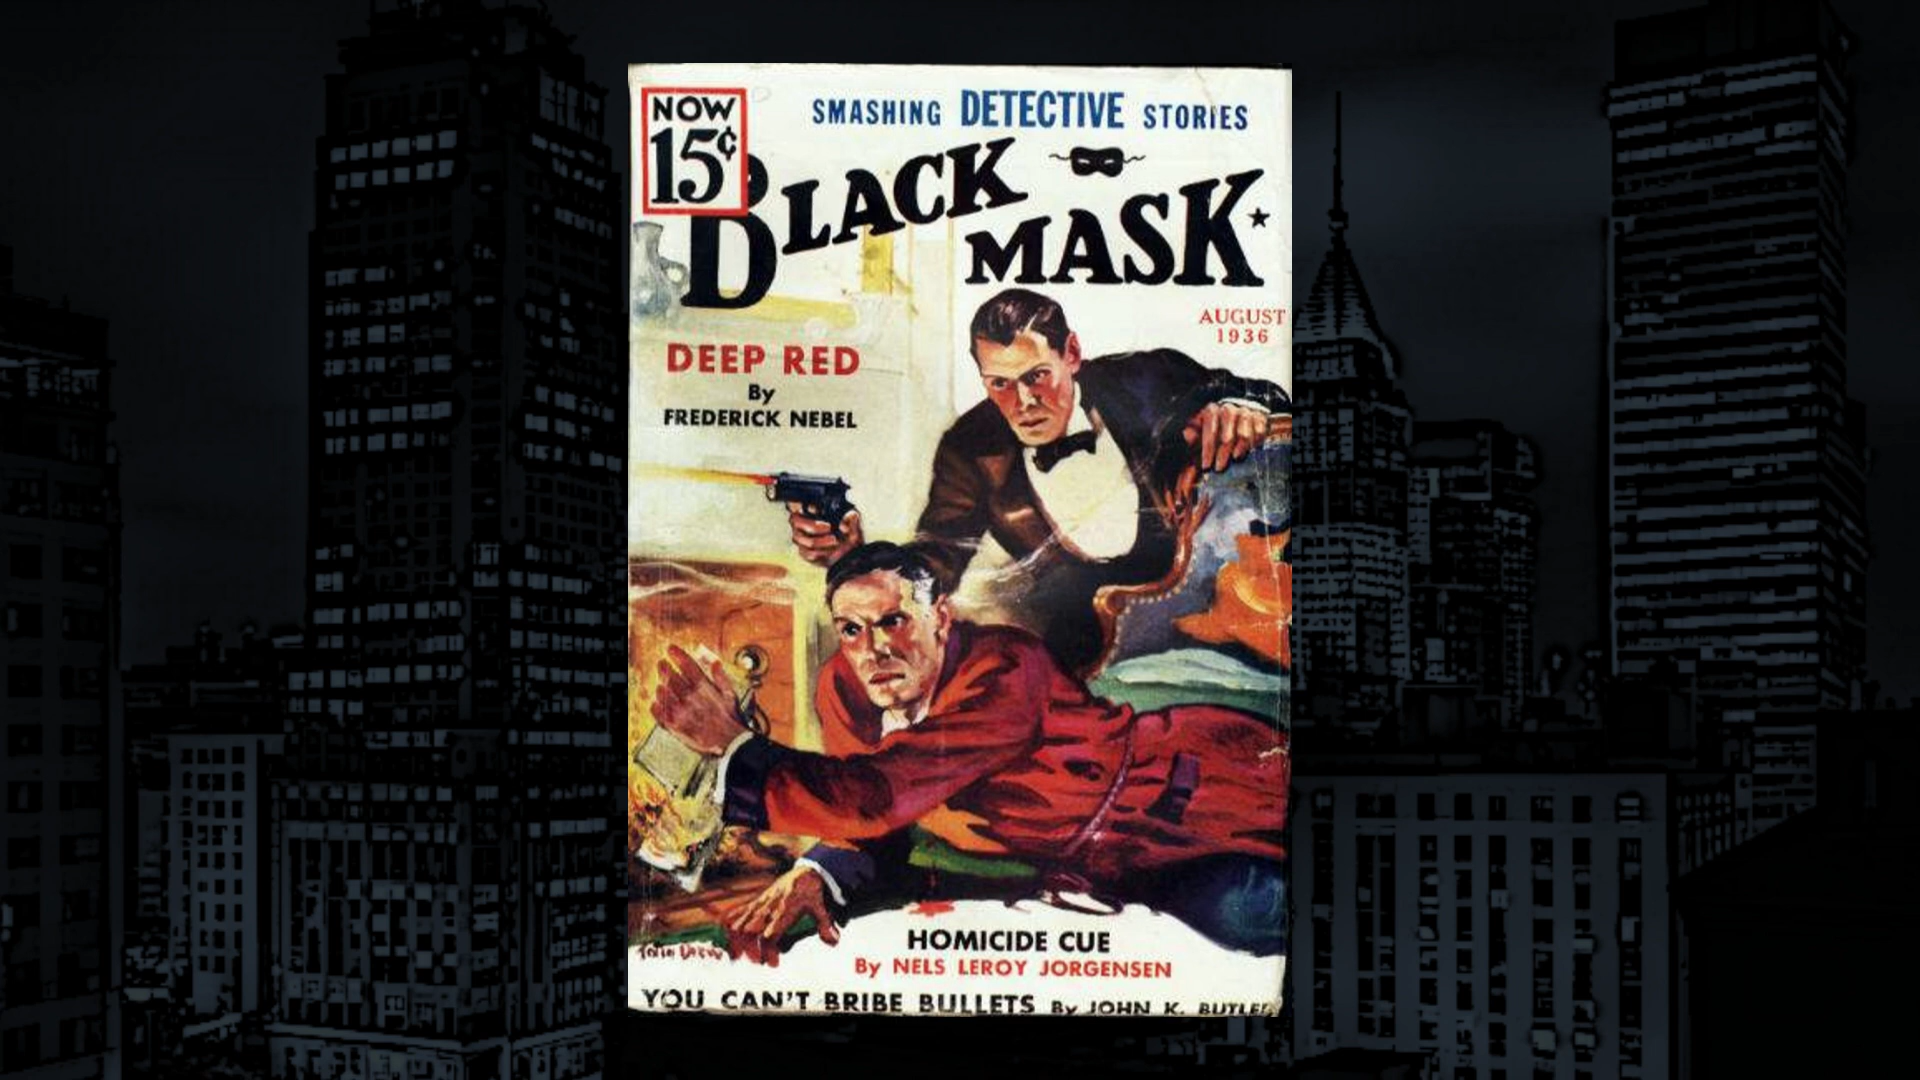 NOW
15¢
SMASHING DETECTIVE STORIES
BLACK
MASK
AUGUST
1936
DEEP RED
By
FREDERICK NEBEL
HOMICIDE CUE
By NELS LEROY JORGENSEN
YOU CAN'T BRIBE BULLETS By JOHN K. BUTLER